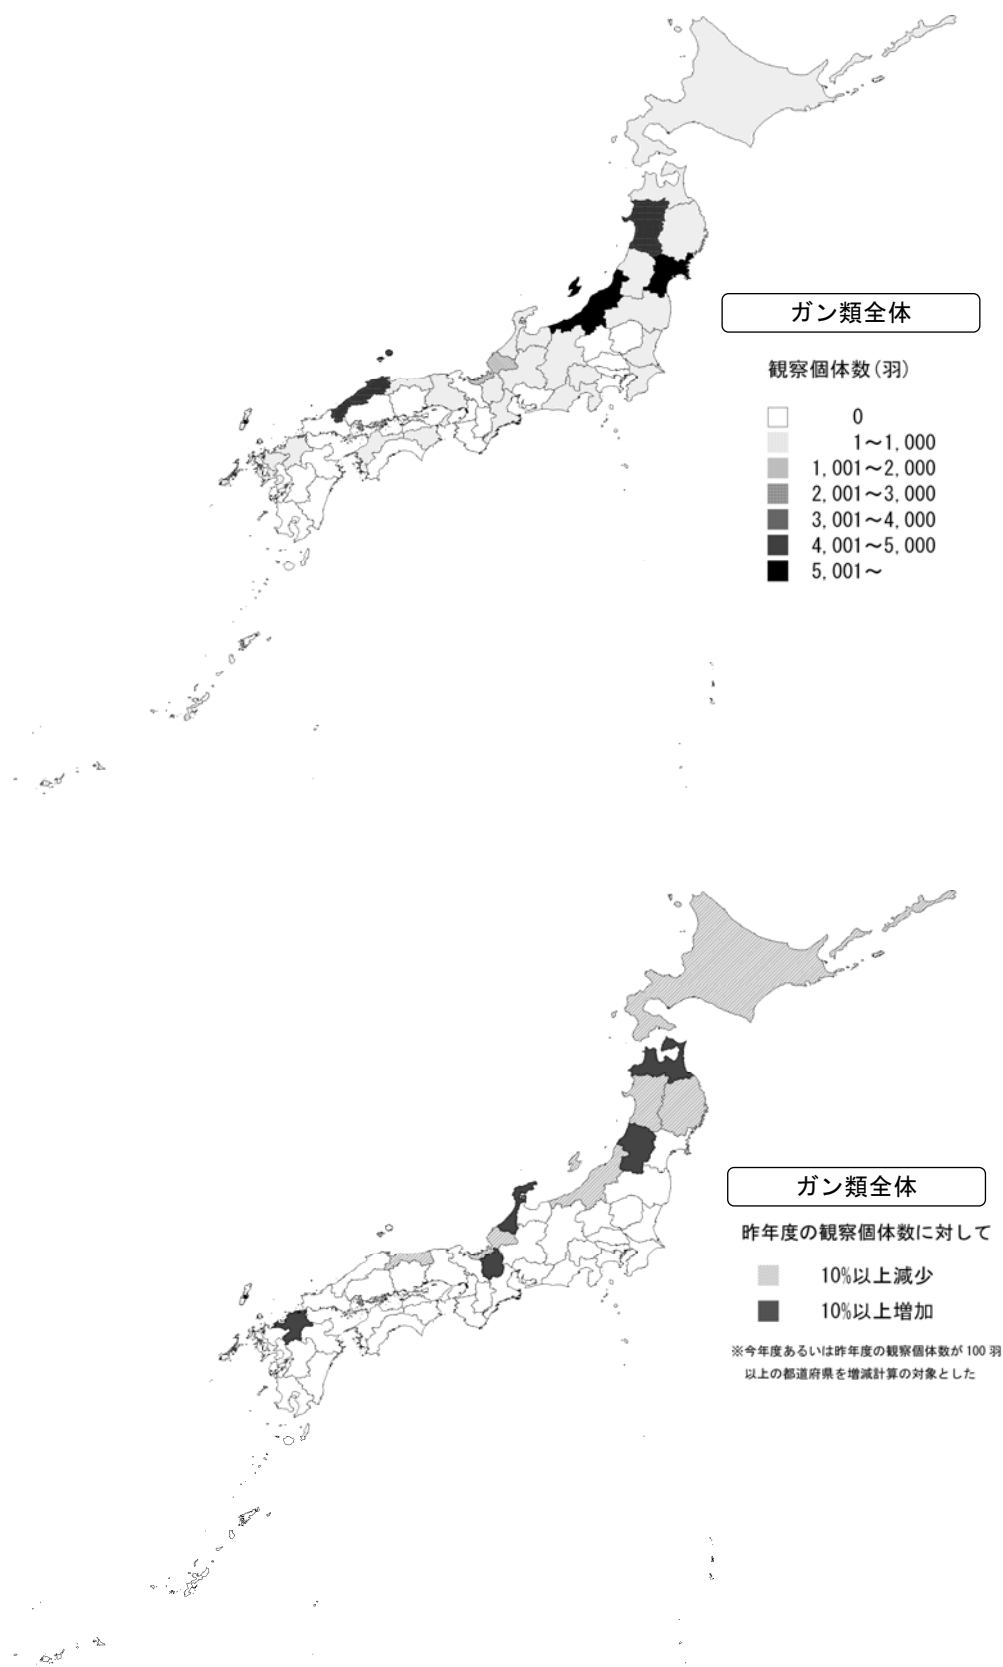 ガン類全体
観察個体数(羽)
0
1～1,000
1,001～2,000
2,001～3,000
3,001～4,000
4,001～5,000
5,001～
ガン類全体
昨年度の観察個体数に対して
10%以上減少
10%以上増加
※今年度あるいは昨年度の観察個体数が100羽
以上の都道府県を増減計算の対象とした